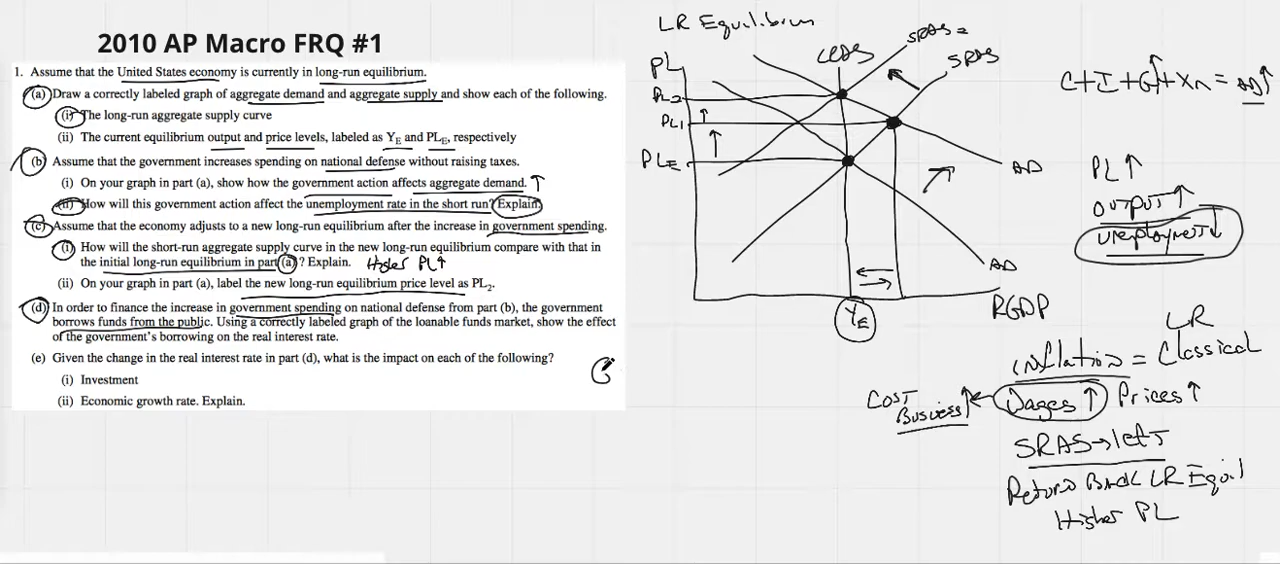 2010 AP Macro FRQ #1
1. Assume that the United States economy is currently in long-run equilibrium.
(a) Draw a correctly labeled graph of aggregate demand and aggregate supply and show each of the following.
(i) The long-run aggregate supply curve
(ii) The current equilibrium output and price levels, labeled as YE and PLE, respectively
(b) Assume that the government increases spending on national defense without raising taxes.
(i) On your graph in part (a), show how the government action affects aggregate demand. ↑
(ii) How will this government action affect the unemployment rate in the short run? Explain.
(c) Assume that the economy adjusts to a new long-run equilibrium after the increase in government spending.
(i) How will the short-run aggregate supply curve in the new long-run equilibrium compare with that in
the initial long-run equilibrium in part (a)? Explain. Higher PL↑
(ii) On your graph in part (a), label the new long-run equilibrium price level as PL2.
(d) In order to finance the increase in government spending on national defense from part (b), the government
borrows funds from the public. Using a correctly labeled graph of the loanable funds market, show the effect
of the government's borrowing on the real interest rate.
(e) Given the change in the real interest rate in part (d), what is the impact on each of the following?
(i) Investment
(ii) Economic growth rate. Explain.
LR Equilibrium
PL
LRAS
SRAS2
SRAS
PL2
PL1
PLE
AD
AD
YE
RGDP
C+I+G↑+Xn = AD↑
PL ↑
OUTPUT ↑
Unemployment↓
LR
inflation = Classical
Cost Business↑ ← Wages ↑ Prices ↑
SRAS→left
Return Back LR Equil
Higher PL